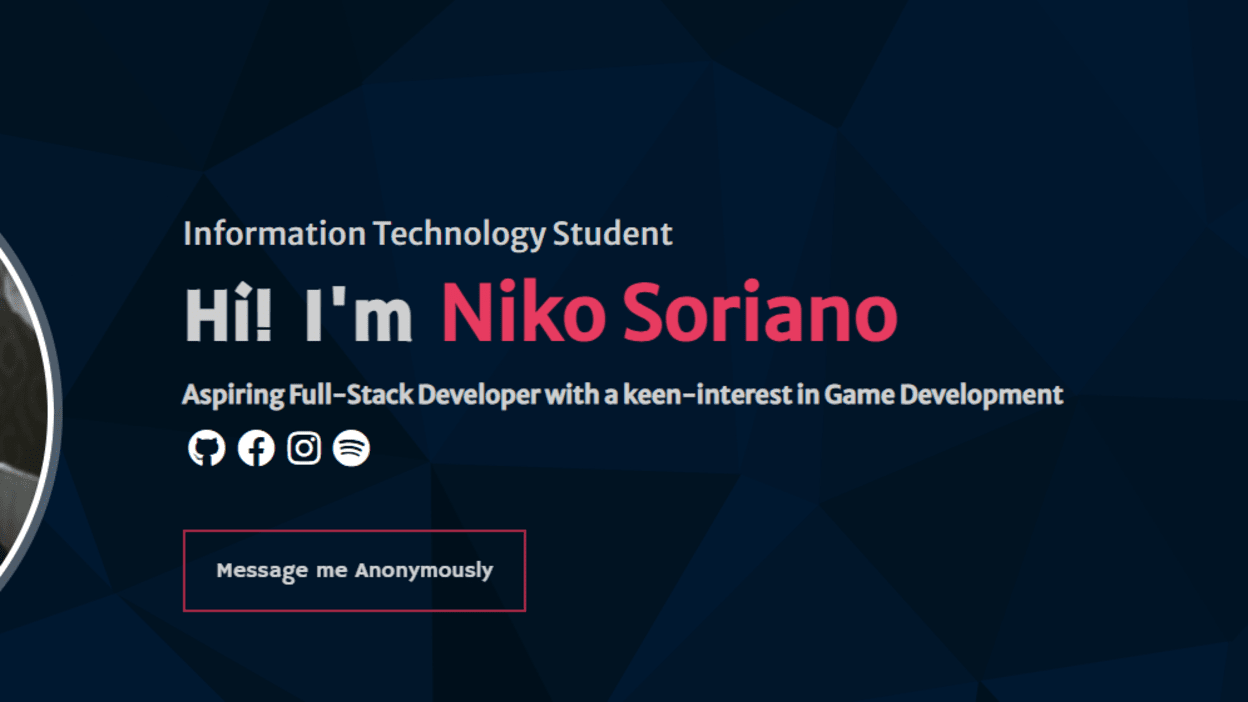 Information Technology Student
Hi! I'm Niko Soriano
Aspiring Full-Stack Developer with a keen-interest in Game Development
Message me Anonymously